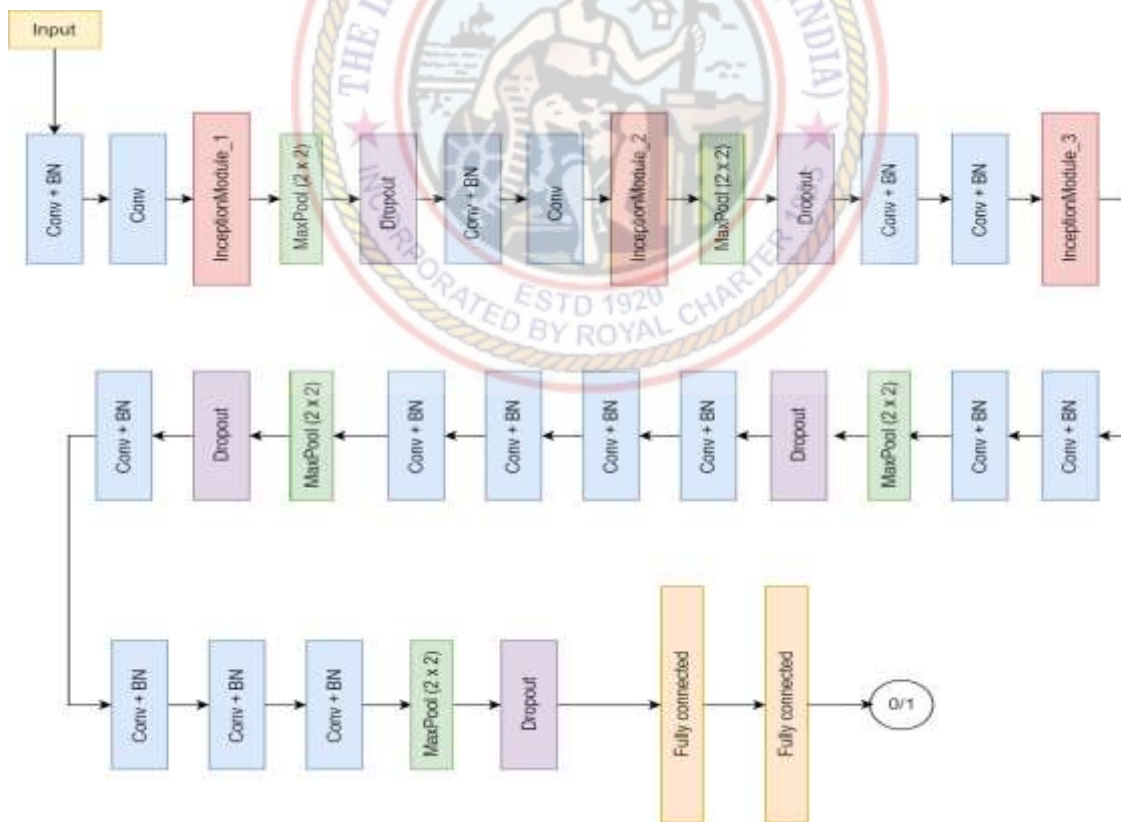 Input
Conv + BN
Conv
InceptionModule_1
MaxPool (2 x 2)
Dropout
Conv + BN
Conv
InceptionModule_2
MaxPool (2 x 2)
Dropout
Conv + BN
Conv + BN
InceptionModule_3
Conv + BN
Conv + BN
MaxPool (2 x 2)
Dropout
Conv + BN
Conv + BN
Conv + BN
Conv + BN
MaxPool (2 x 2)
Dropout
Conv + BN
Conv + BN
Conv + BN
Conv + BN
MaxPool (2 x 2)
Dropout
Fully connected
Fully connected
0/1
THE
INDIA)
INCORPORATED BY ROYAL CHARTER 1935
ESTD 1920